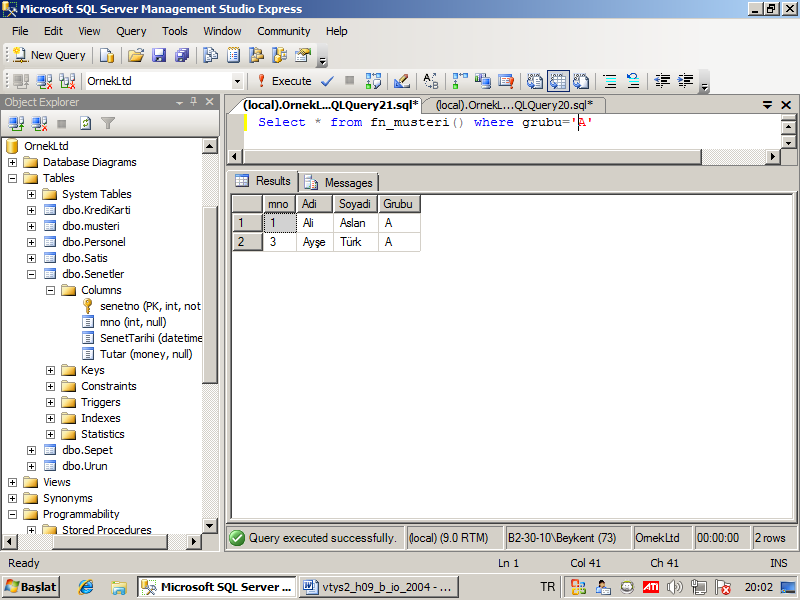 Microsoft SQL Server Management Studio Express
File Edit View Query Tools Window Community Help
New Query
OrnekLtd Execute
Object Explorer
(local).OrnekL...QLQuery21.sql* (local).OrnekL...QLQuery20.sql*
Select * from fn_musteri() where grubu='A'
OrnekLtd
Database Diagrams
Tables
System Tables
dbo.KrediKarti
dbo.musteri
dbo.Personel
dbo.Satis
dbo.Senetler
Columns
senetno (PK, int, not
mno (int, null)
SenetTarihi (datetime
Tutar (money, null)
Keys
Constraints
Triggers
Indexes
Statistics
dbo.Sepet
dbo.Urun
Views
Synonyms
Programmability
Stored Procedures
Results Messages
mno Adi Soyadi Grubu
1 1 Ali Aslan A
2 3 Ayşe Türk A
Query executed successfully. (local) (9.0 RTM) B2-30-10\Beykent (73) OrnekLtd 00:00:00 2 rows
Ready Ln 1 Col 41 Ch 41 INS
Başlat Microsoft SQL Server ... vtys2_h09_b_io_2004 - ... TR ATI 20:02